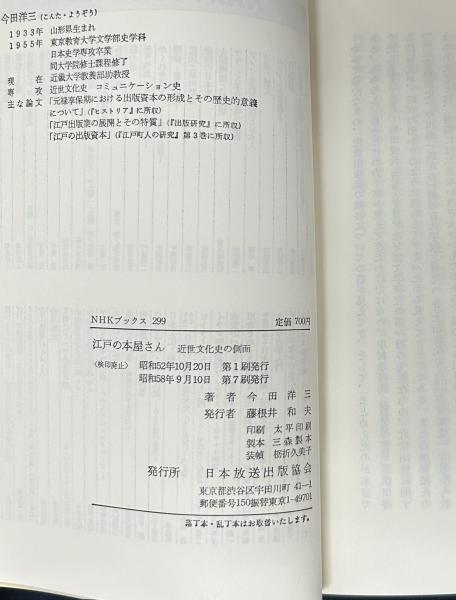 今田洋三(こんた・ようぞう)
1933年 山形県生まれ
1955年 東京教育大学文学部史学科
日本史学専攻卒業
同大学院修士課程修了
現在 近畿大学教養部助教授
専攻 近世文化史 コミュニケーション史
主な論文「元禄享保期における出版資本の形成とその歴史的意義
について」(『ヒストリア』に所収)
「江戸出版業の展開とその特質」(『出版研究』に所収)
「江戸の出版資本」(『江戸町人の研究』第3巻に所収)
NHKブックス 299 定価 700円
江戸の本屋さん 近世文化史の側面
〈検印廃止〉 昭和52年10月20日 第1刷発行
昭和58年9月10日 第7刷発行
著者 今田洋三
発行者 藤根井和夫
印刷 太平印刷
製本 三森製本
装幀 栃折久美子
発行所 日本放送出版協会
東京都渋谷区宇田川町 41-1
郵便番号150振替東京1-49701
落丁本・乱丁本はお取替いたします。